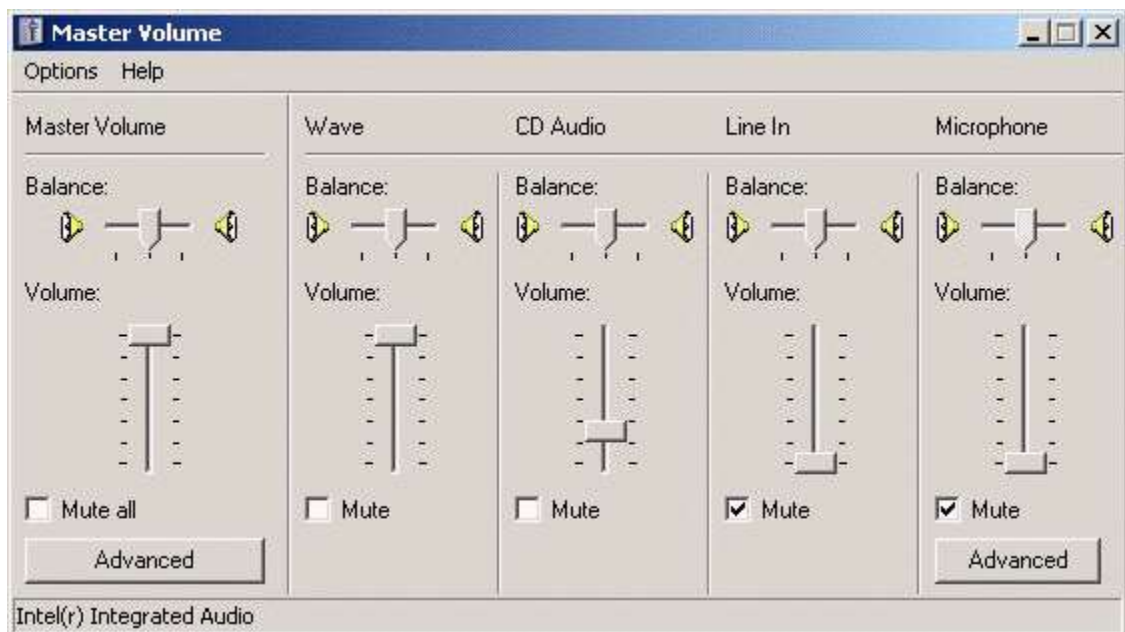 Master Volume
Options Help
Master Volume Wave CD Audio Line In Microphone
Balance: Balance: Balance: Balance: Balance:
Volume: Volume: Volume: Volume: Volume:
Mute all Mute Mute Mute Mute
Advanced Advanced
Intel(r) Integrated Audio